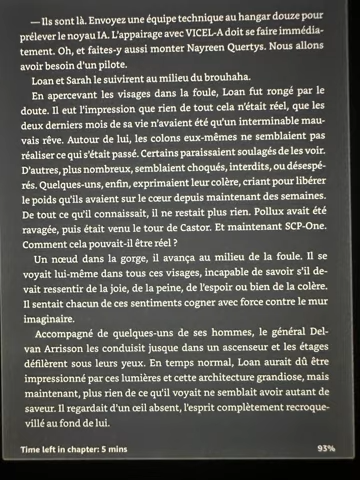 — Ils sont là. Envoyez une équipe technique au hangar douze pour
prélever le noyau IA. L'appairage avec VICEL-A doit se faire immédia-
tement. Oh, et faites-y aussi monter Nayreen Quertys. Nous allons
avoir besoin d'un pilote.
Loan et Sarah le suivirent au milieu du brouhaha.
En apercevant les visages dans la foule, Loan fut rongé par le
doute. Il eut l'impression que rien de tout cela n'était réel, que les
deux derniers mois de sa vie n'avaient été qu'un interminable mau-
vais rêve. Autour de lui, les colons eux-mêmes ne semblaient pas
réaliser ce qui s'était passé. Certains paraissaient soulagés de les voir.
D'autres, plus nombreux, semblaient choqués, interdits, ou désespé-
rés. Quelques-uns, enfin, exprimaient leur colère, criant pour libérer
le poids qu'ils avaient sur le cœur depuis maintenant des semaines.
De tout ce qu'il connaissait, il ne restait plus rien. Pollux avait été
ravagée, puis était venu le tour de Castor. Et maintenant SCP-One.
Comment cela pouvait-il être réel ?
Un nœud dans la gorge, il avança au milieu de la foule. Il se
voyait lui-même dans tous ces visages, incapable de savoir s'il de-
vait ressentir de la joie, de la peine, de l'espoir ou bien de la colère.
Il sentait chacun de ces sentiments cogner avec force contre le mur
imaginaire.
Accompagné de quelques-uns de ses hommes, le général Del-
van Arrisson les conduisit jusque dans un ascenseur et les étages
défilèrent sous leurs yeux. En temps normal, Loan aurait dû être
impressionné par ces lumières et cette architecture grandiose, mais
maintenant, plus rien de ce qu'il voyait ne semblait avoir autant de
saveur. Il regardait d'un œil absent, l'esprit complètement recroque-
villé au fond de lui.
Time left in chapter: 5 mins
93%